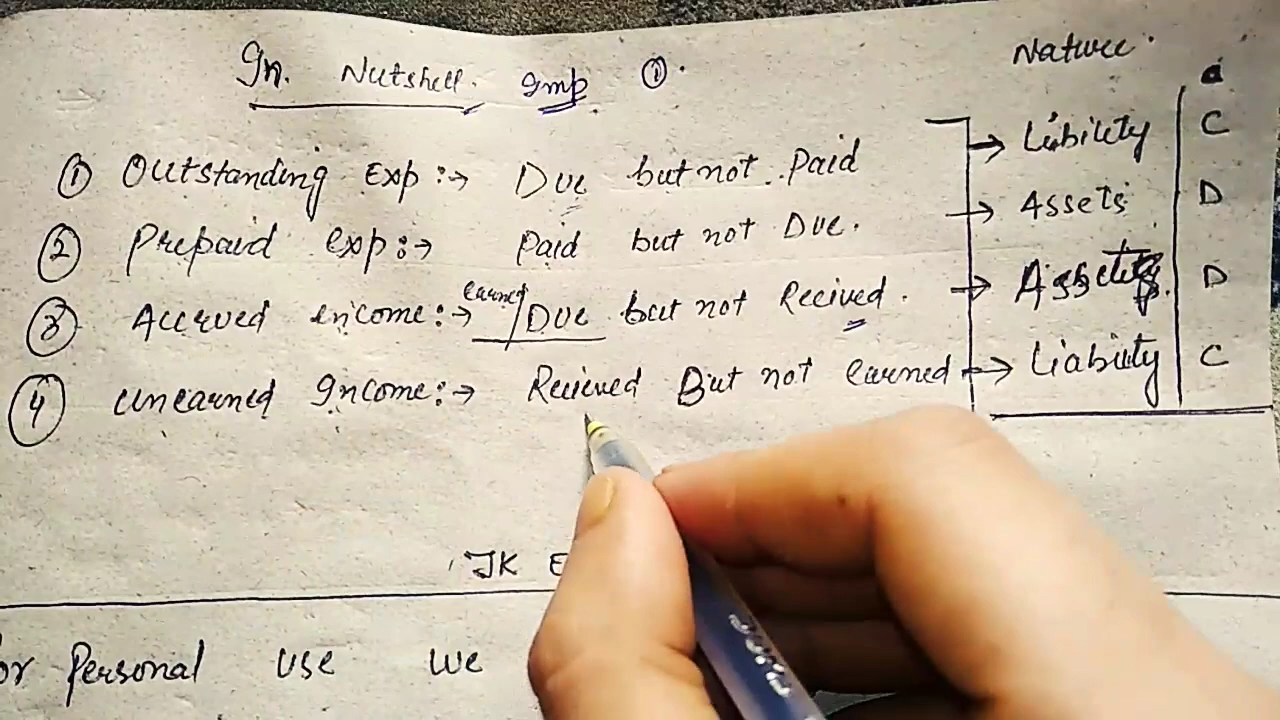 In. Nutshell. Imp ①.
Nature.
① Outstanding Exp :→ Due but not Paid → Libility C
② Prepaid exp :→ Paid but not Due. → Assets D
③ Accrued income :→ earned/Due but not Recived. → Assets. D
④ unearned Income :→ Recieved But not earned → Liability C
JK E
or Personal use we